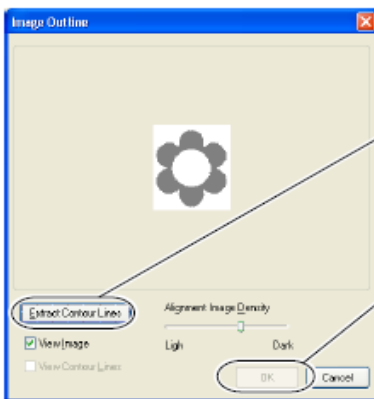 Image Outline
Extract Contour Lines
Alignment Image Density
View Image
Ligh
Dark
View Contour Lines
OK
Cancel